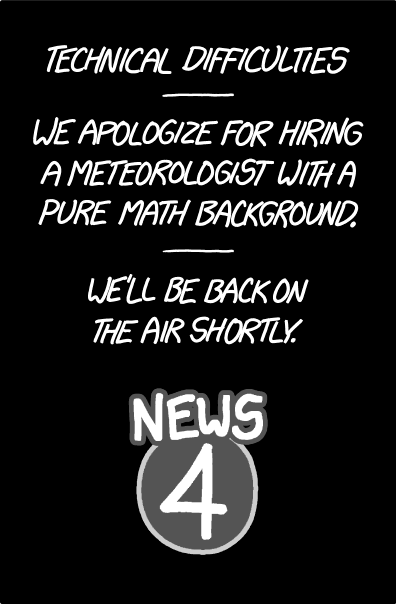 TECHNICAL DIFFICULTIES
WE APOLOGIZE FOR HIRING
A METEOROLOGIST WITH A
PURE MATH BACKGROUND.
WE'LL BE BACK ON
THE AIR SHORTLY.
NEWS
4